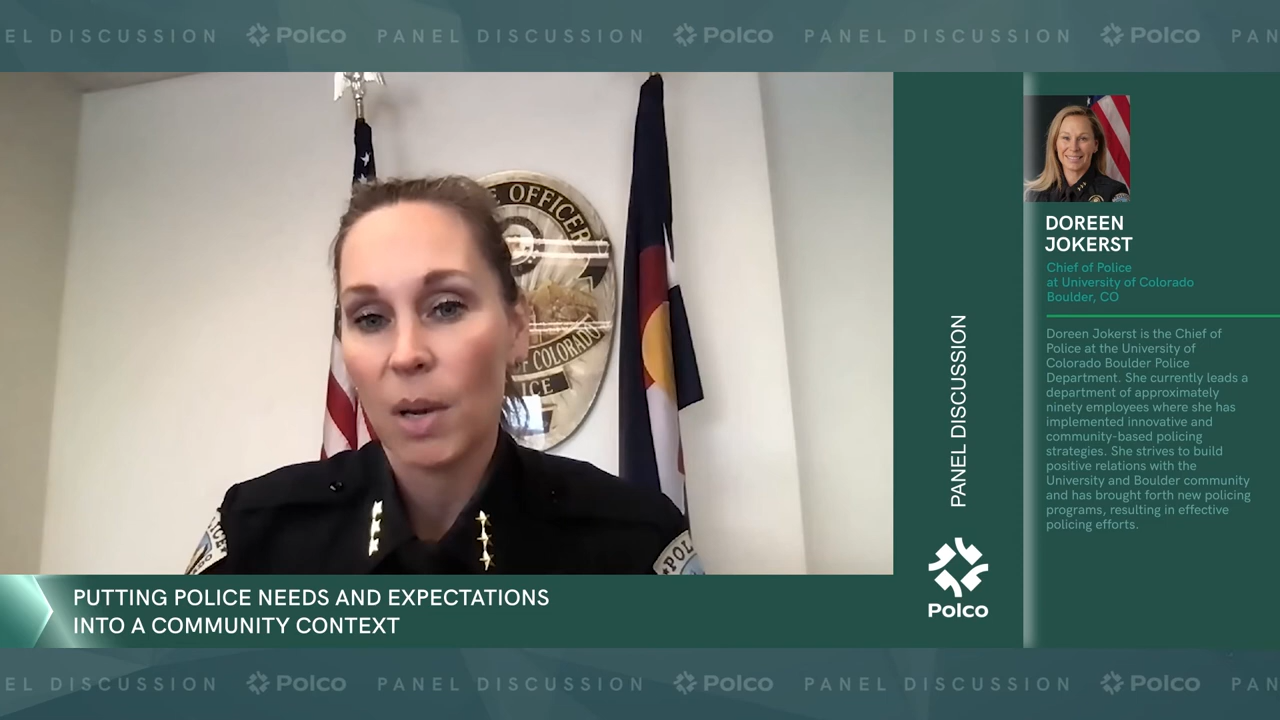 EL DISCUSSION Polco PANEL DISCUSSION Polco PANEL DISCUSSION Polco PAN
E OFFICER
OF COLORADO
ICE
POL
DOREEN
JOKERST
Chief of Police
at University of Colorado
Boulder, CO
Doreen Jokerst is the Chief of
Police at the University of
Colorado Boulder Police
Department. She currently leads a
department of approximately
ninety employees where she has
implemented innovative and
community-based policing
strategies. She strives to build
positive relations with the
University and Boulder community
and has brought forth new policing
programs, resulting in effective
policing efforts.
PANEL DISCUSSION
Polco
PUTTING POLICE NEEDS AND EXPECTATIONS
INTO A COMMUNITY CONTEXT
EL DISCUSSION Polco PANEL DISCUSSION Polco PANEL DISCUSSION Polco PAN